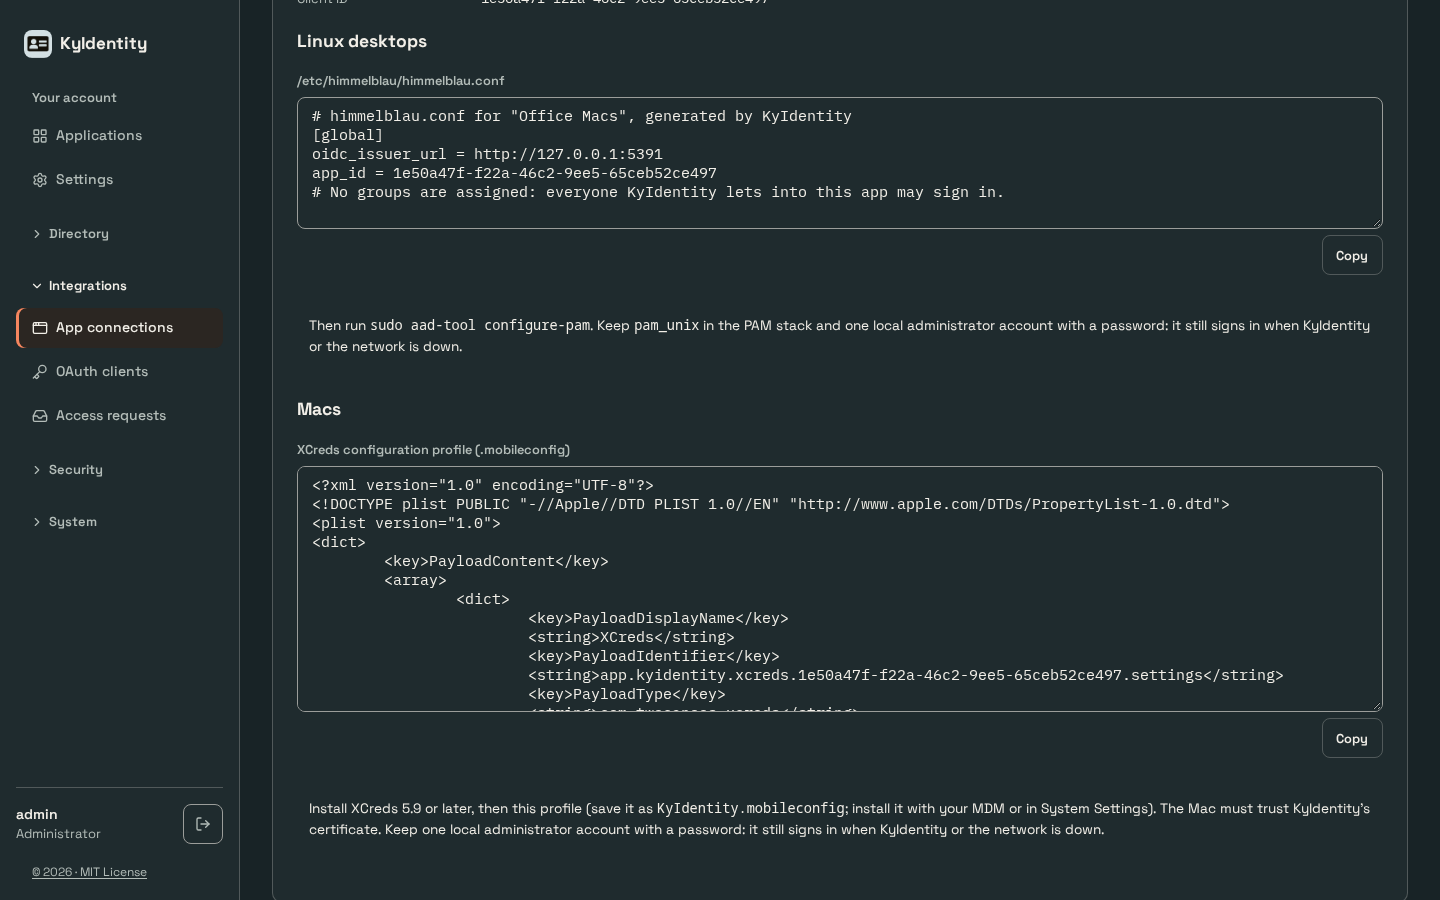 KyIdentity
Your account
Applications
Settings
Directory
Integrations
App connections
OAuth clients
Access requests
Security
System
admin
Administrator
© 2026 · MIT License
Linux desktops
/etc/himmelblau/himmelblau.conf
# himmelblau.conf for "Office Macs", generated by KyIdentity
[global]
oidc_issuer_url = http://127.0.0.1:5391
app_id = 1e50a47f-f22a-46c2-9ee5-65ceb52ce497
# No groups are assigned: everyone KyIdentity lets into this app may sign in.
Copy
Then run sudo aad-tool configure-pam. Keep pam_unix in the PAM stack and one local administrator account with a password: it still signs in when KyIdentity
or the network is down.
Macs
XCreds configuration profile (.mobileconfig)
<?xml version="1.0" encoding="UTF-8"?>
<!DOCTYPE plist PUBLIC "-//Apple//DTD PLIST 1.0//EN" "http://www.apple.com/DTDs/PropertyList-1.0.dtd">
<plist version="1.0">
<dict>
<key>PayloadContent</key>
<array>
<dict>
<key>PayloadDisplayName</key>
<string>XCreds</string>
<key>PayloadIdentifier</key>
<string>app.kyidentity.xcreds.1e50a47f-f22a-46c2-9ee5-65ceb52ce497.settings</string>
<key>PayloadType</key>
Copy
Install XCreds 5.9 or later, then this profile (save it as KyIdentity.mobileconfig; install it with your MDM or in System Settings). The Mac must trust KyIdentity's
certificate. Keep one local administrator account with a password: it still signs in when KyIdentity or the network is down.